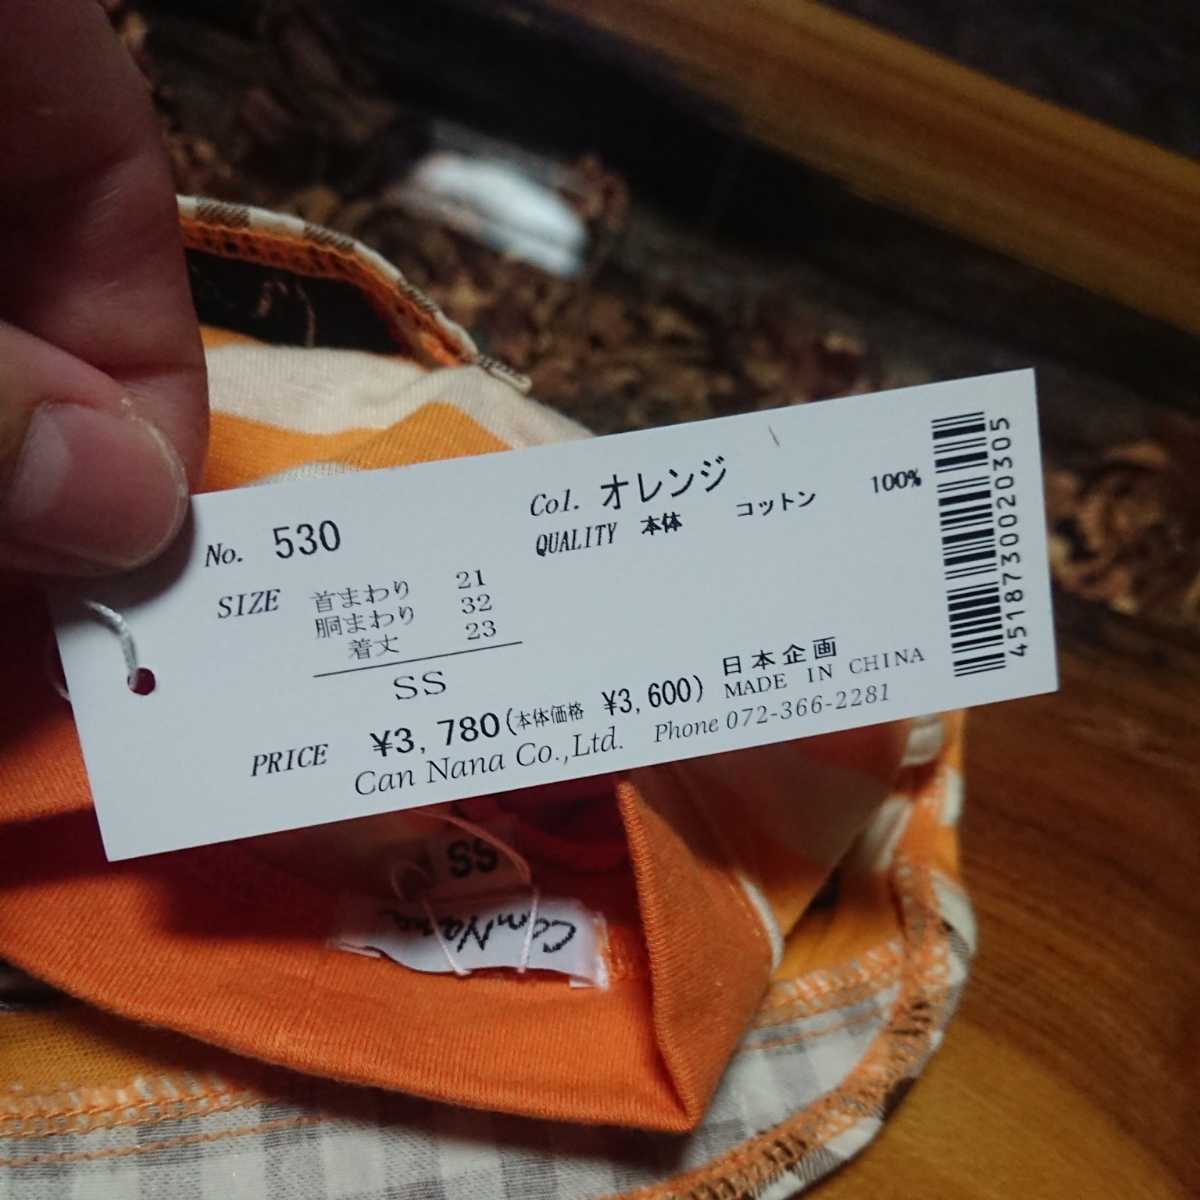 No. 530
Col. オレンジ
QUALITY 本体 コットン 100%
SIZE 首まわり 21
胴まわり 32
着丈 23
SS
PRICE ¥3,780(本体価格 ¥3,600)
日本企画
MADE IN CHINA
Can Nana Co.,Ltd. Phone 072-366-2281
4518730020305
SS
Can Nana